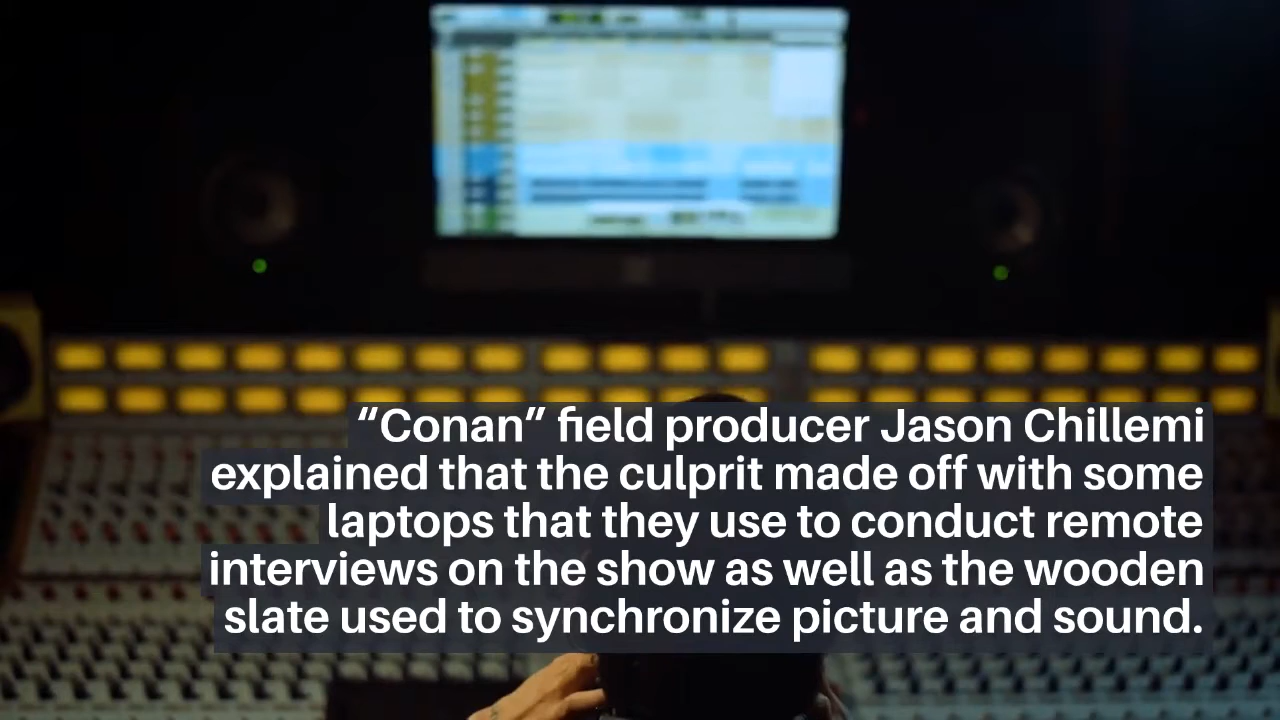 “Conan” field producer Jason Chillemi
explained that the culprit made off with some
laptops that they use to conduct remote
interviews on the show as well as the wooden
slate used to synchronize picture and sound.